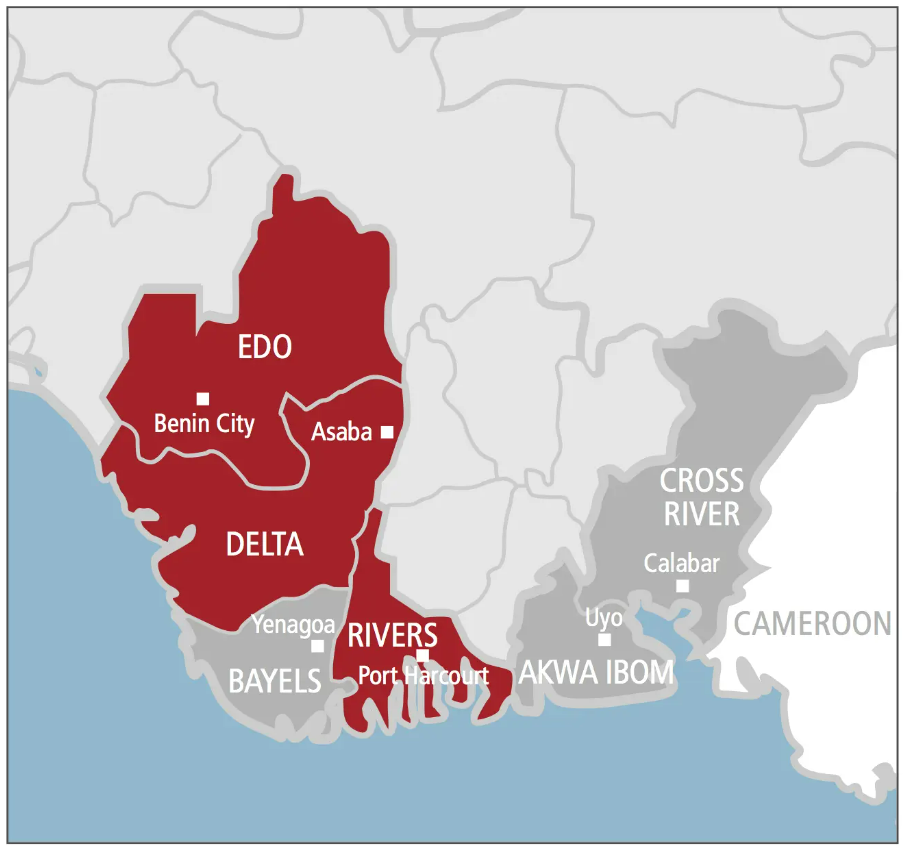 EDO
Benin City
Asaba
DELTA
CROSS
RIVER
Calabar
Yenagoa
RIVERS
Uyo
CAMEROON
BAYELS
Port Harcourt
AKWA IBOM